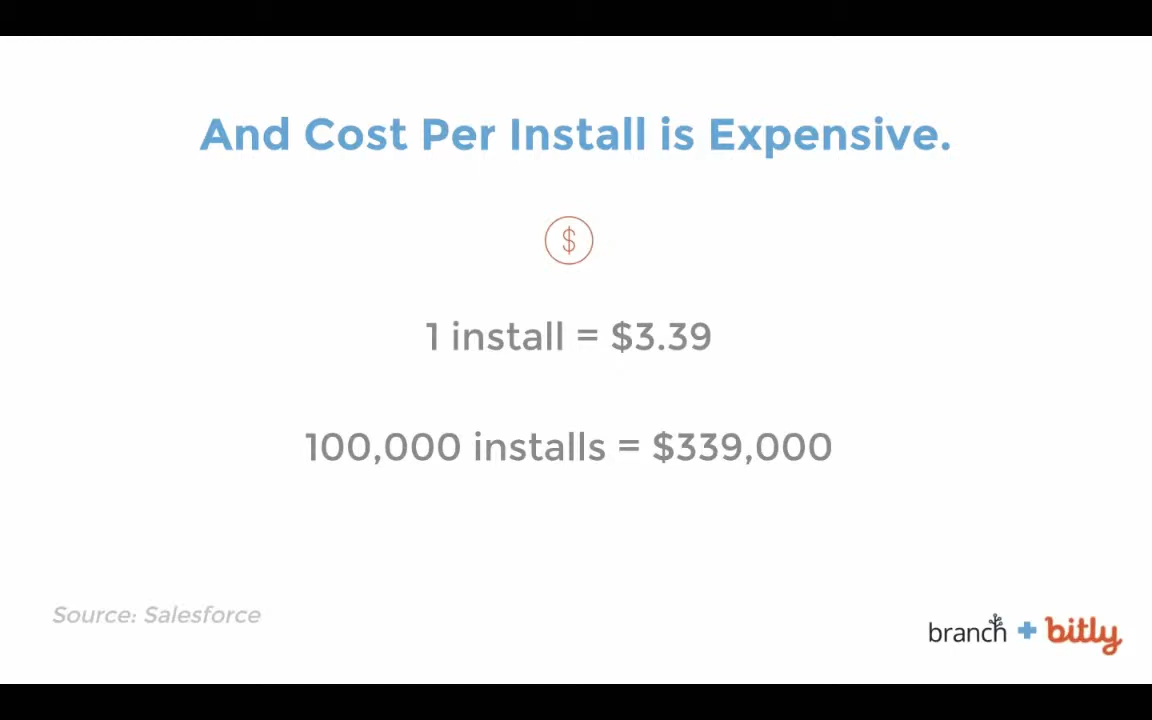 And Cost Per Install is Expensive.
$
1 install = $3.39
100,000 installs = $339,000
Source: Salesforce
branch + bitly